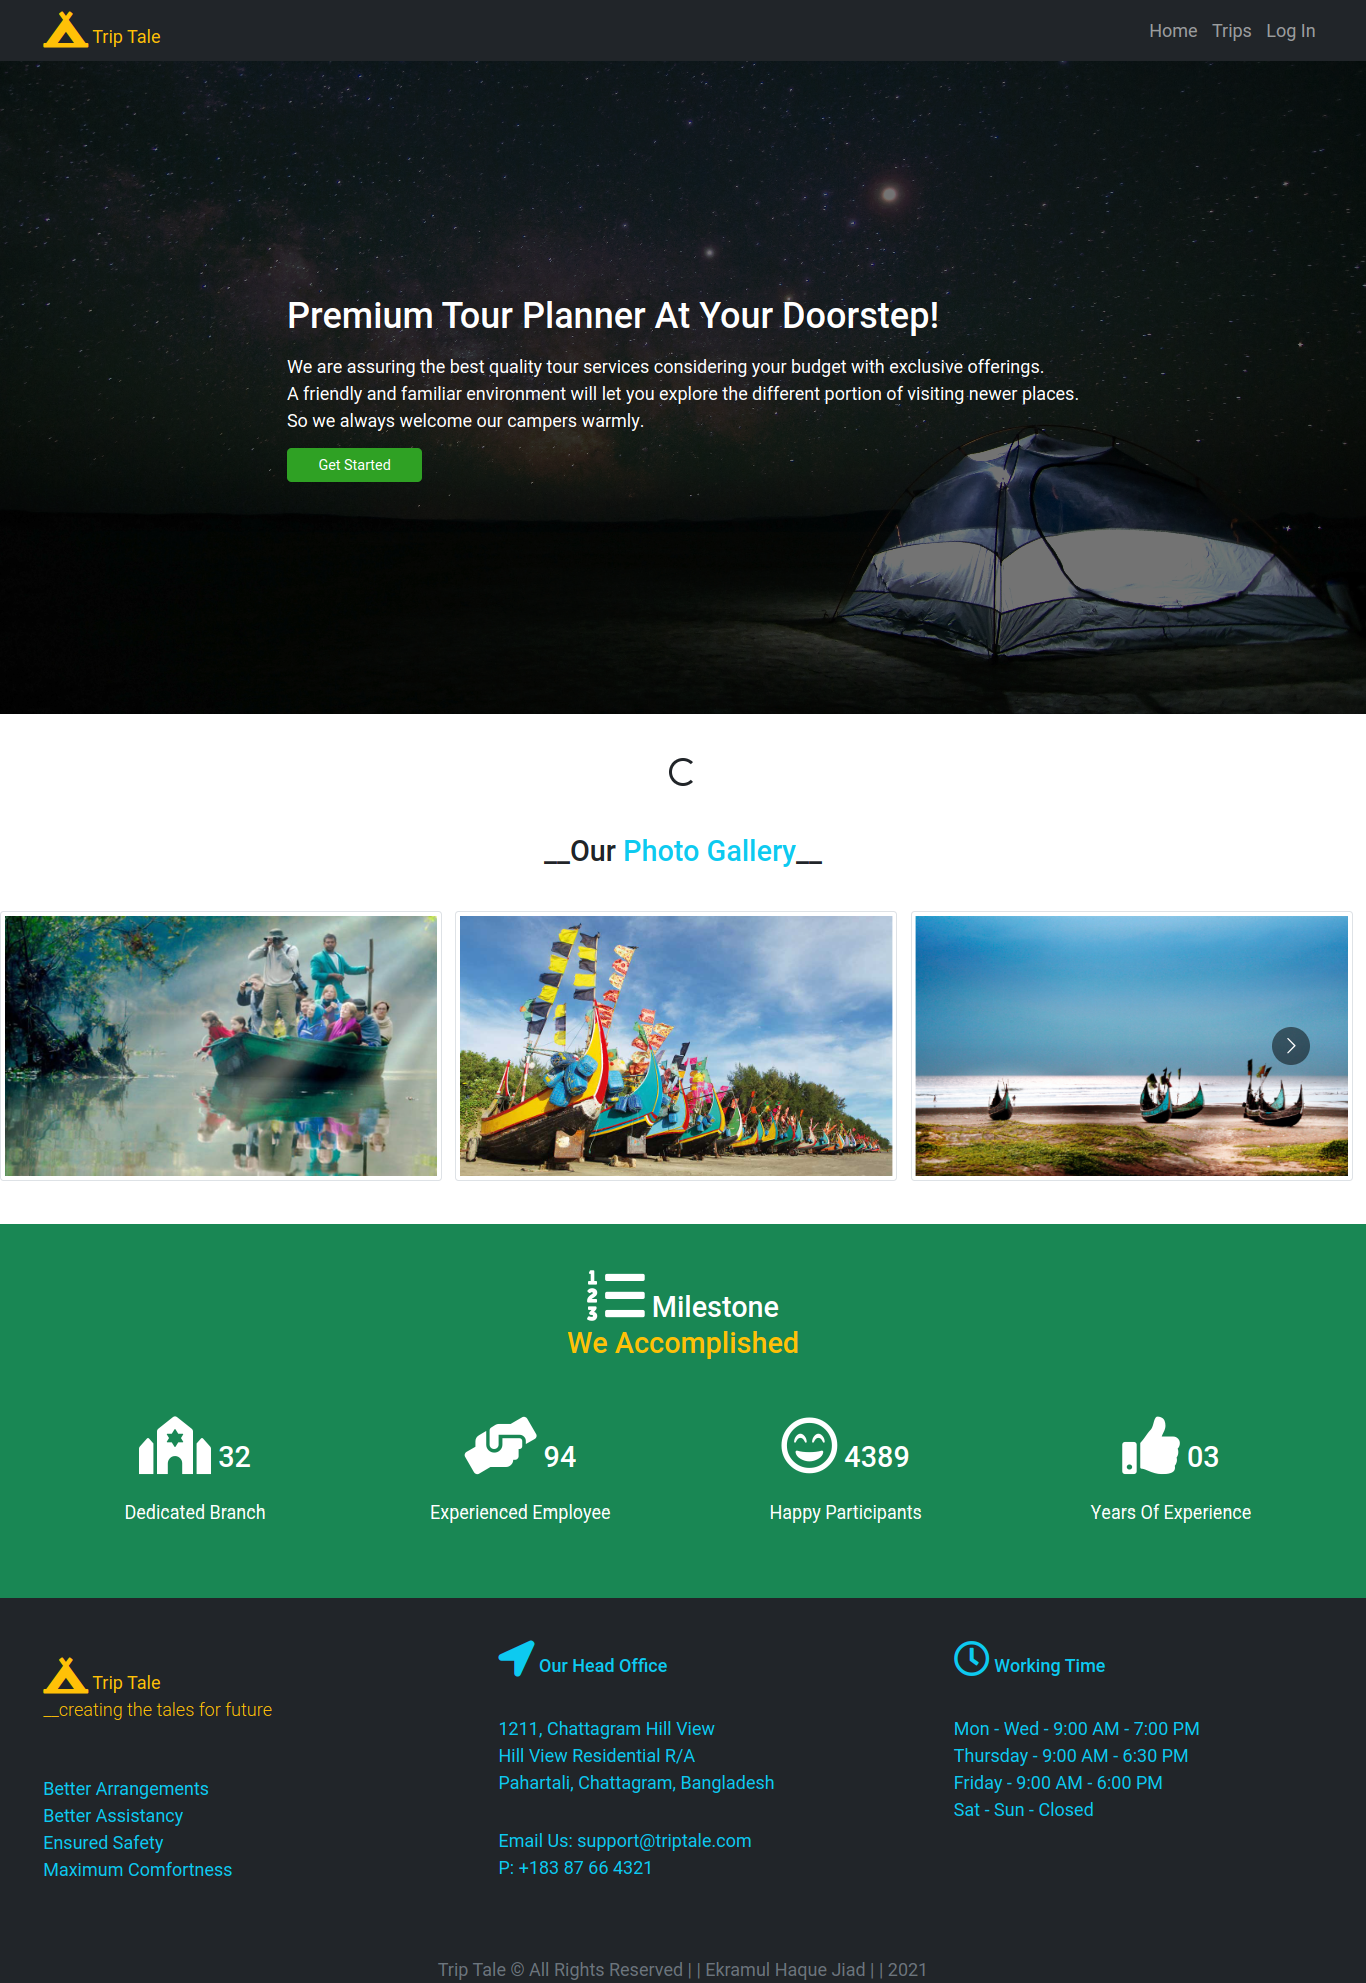 Trip Tale
Home Trips Log In
Premium Tour Planner At Your Doorstep!
We are assuring the best quality tour services considering your budget with exclusive offerings.
A friendly and familiar environment will let you explore the different portion of visiting newer places.
So we always welcome our campers warmly.
Get Started
__Our Photo Gallery__
Milestone
We Accomplished
32
Dedicated Branch
94
Experienced Employee
4389
Happy Participants
03
Years Of Experience
Trip Tale
__creating the tales for future
Better Arrangements
Better Assistancy
Ensured Safety
Maximum Comfortness
Our Head Office
1211, Chattagram Hill View
Hill View Residential R/A
Pahartali, Chattagram, Bangladesh
Email Us: support@triptale.com
P: +183 87 66 4321
Working Time
Mon - Wed - 9:00 AM - 7:00 PM
Thursday - 9:00 AM - 6:30 PM
Friday - 9:00 AM - 6:00 PM
Sat - Sun - Closed
Trip Tale © All Rights Reserved | | Ekramul Haque Jiad | | 2021